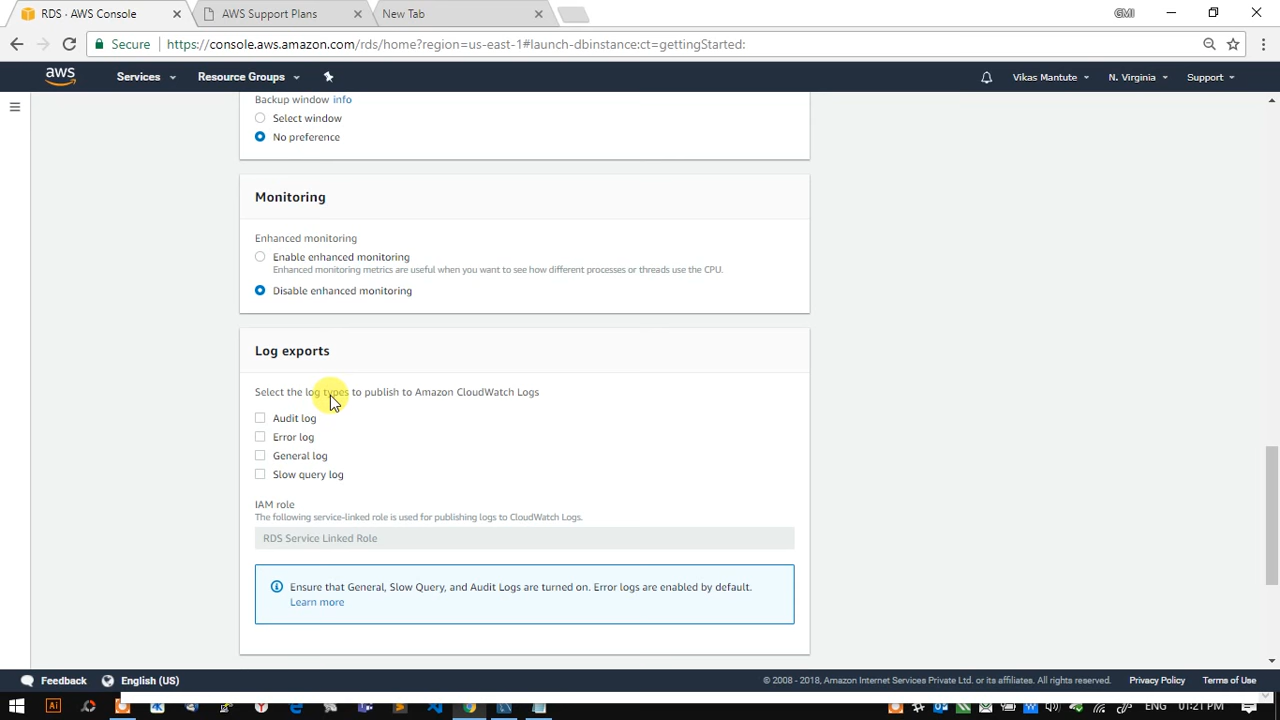 RDS - AWS Console
AWS Support Plans
New Tab
GMI
Secure
https://console.aws.amazon.com/rds/home?region=us-east-1#launch-dbinstance:ct=gettingStarted:
aws
Services
Resource Groups
Vikas Mantute
N. Virginia
Support
Backup window info
Select window
No preference
Monitoring
Enhanced monitoring
Enable enhanced monitoring
Enhanced monitoring metrics are useful when you want to see how different processes or threads use the CPU.
Disable enhanced monitoring
Log exports
Select the log types to publish to Amazon CloudWatch Logs
Audit log
Error log
General log
Slow query log
IAM role
The following service-linked role is used for publishing logs to CloudWatch Logs.
RDS Service Linked Role
Ensure that General, Slow Query, and Audit Logs are turned on. Error logs are enabled by default.
Learn more
Feedback
English (US)
© 2008 - 2018, Amazon Internet Services Private Ltd. or its affiliates. All rights reserved.
Privacy Policy
Terms of Use
Ai
ENG
01:21 PM